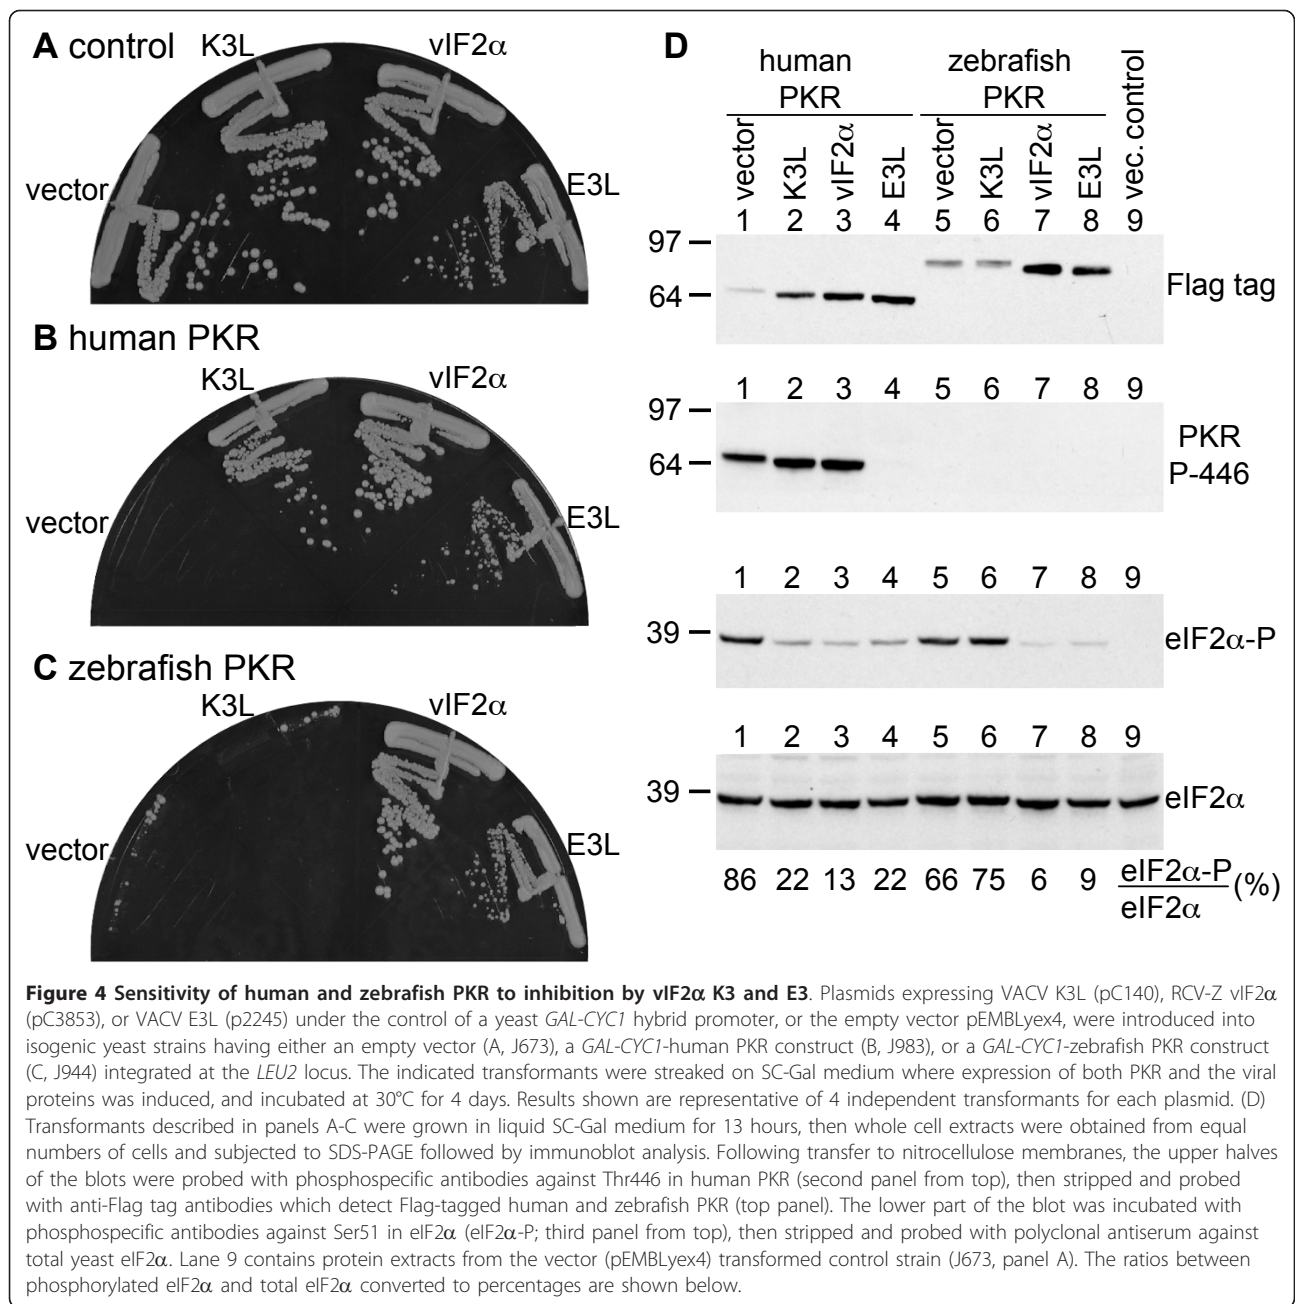 A control
K3L
vIF2α
vector
E3L
B human PKR
K3L
vIF2α
vector
E3L
C zebrafish PKR
K3L
vIF2α
vector
E3L
D
human PKR
zebrafish PKR
vector
K3L
vIF2α
E3L
vector
K3L
vIF2α
E3L
vec. control
1 2 3 4 5 6 7 8 9
97
64
Flag tag
1 2 3 4 5 6 7 8 9
97
64
PKR
P-446
1 2 3 4 5 6 7 8 9
39
eIF2α-P
1 2 3 4 5 6 7 8 9
39
eIF2α
86 22 13 22 66 75 6 9
eIF2α-P
eIF2α
(%)
Figure 4 Sensitivity of human and zebrafish PKR to inhibition by vIF2α K3 and E3. Plasmids expressing VACV K3L (pC140), RCV-Z vIF2α
(pC3853), or VACV E3L (p2245) under the control of a yeast GAL-CYC1 hybrid promoter, or the empty vector pEMBLyex4, were introduced into
isogenic yeast strains having either an empty vector (A, J673), a GAL-CYC1-human PKR construct (B, J983), or a GAL-CYC1-zebrafish PKR construct
(C, J944) integrated at the LEU2 locus. The indicated transformants were streaked on SC-Gal medium where expression of both PKR and the viral
proteins was induced, and incubated at 30°C for 4 days. Results shown are representative of 4 independent transformants for each plasmid. (D)
Transformants described in panels A-C were grown in liquid SC-Gal medium for 13 hours, then whole cell extracts were obtained from equal
numbers of cells and subjected to SDS-PAGE followed by immunoblot analysis. Following transfer to nitrocellulose membranes, the upper halves
of the blots were probed with phosphospecific antibodies against Thr446 in human PKR (second panel from top), then stripped and probed
with anti-Flag tag antibodies which detect Flag-tagged human and zebrafish PKR (top panel). The lower part of the blot was incubated with
phosphospecific antibodies against Ser51 in eIF2α (eIF2α-P; third panel from top), then stripped and probed with polyclonal antiserum against
total yeast eIF2α. Lane 9 contains protein extracts from the vector (pEMBLyex4) transformed control strain (J673, panel A). The ratios between
phosphorylated eIF2α and total eIF2α converted to percentages are shown below.